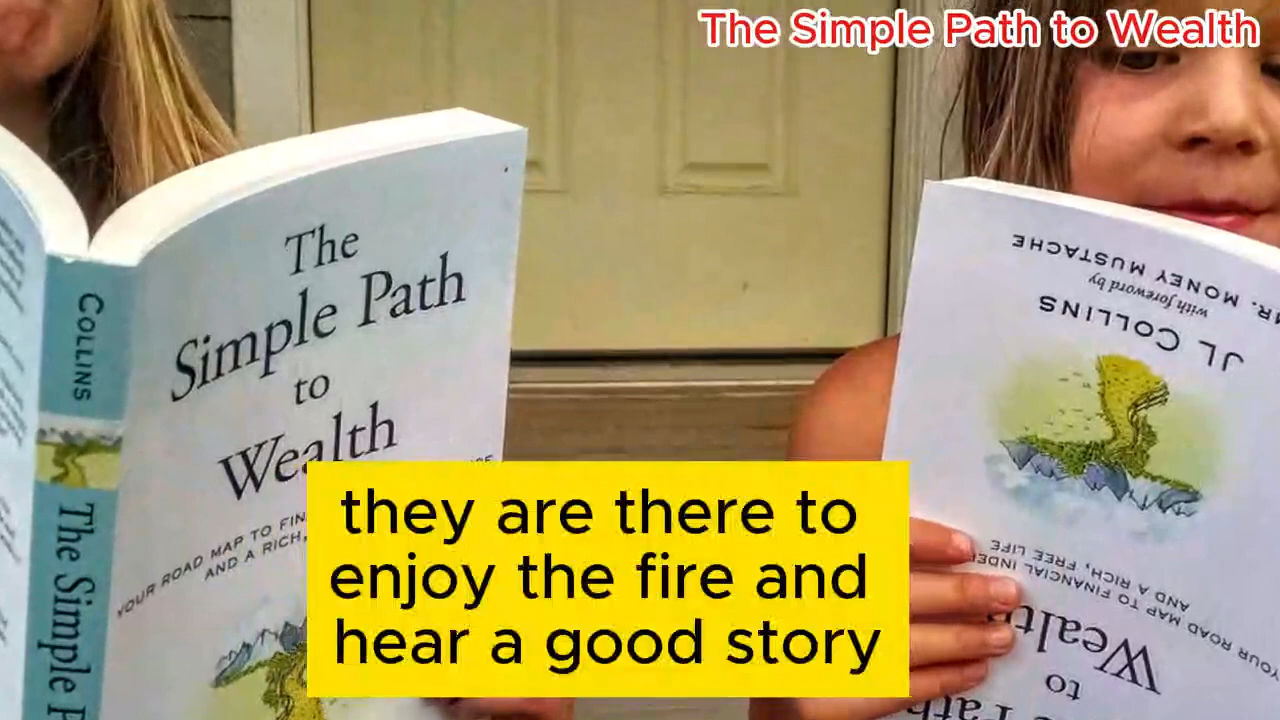 The Simple Path to Wealth
The
Simple Path
to
Wealth
YOUR ROAD MAP TO
AND A RICH,
COLLINS
The Simple
Path
to
Wealth
YOUR ROAD MAP TO FINANCIAL
AND A RICH, FREE LIFE
JL COLLINS
with foreword by
MR. MONEY MUSTACHE
they are there to
enjoy the fire and
hear a good story